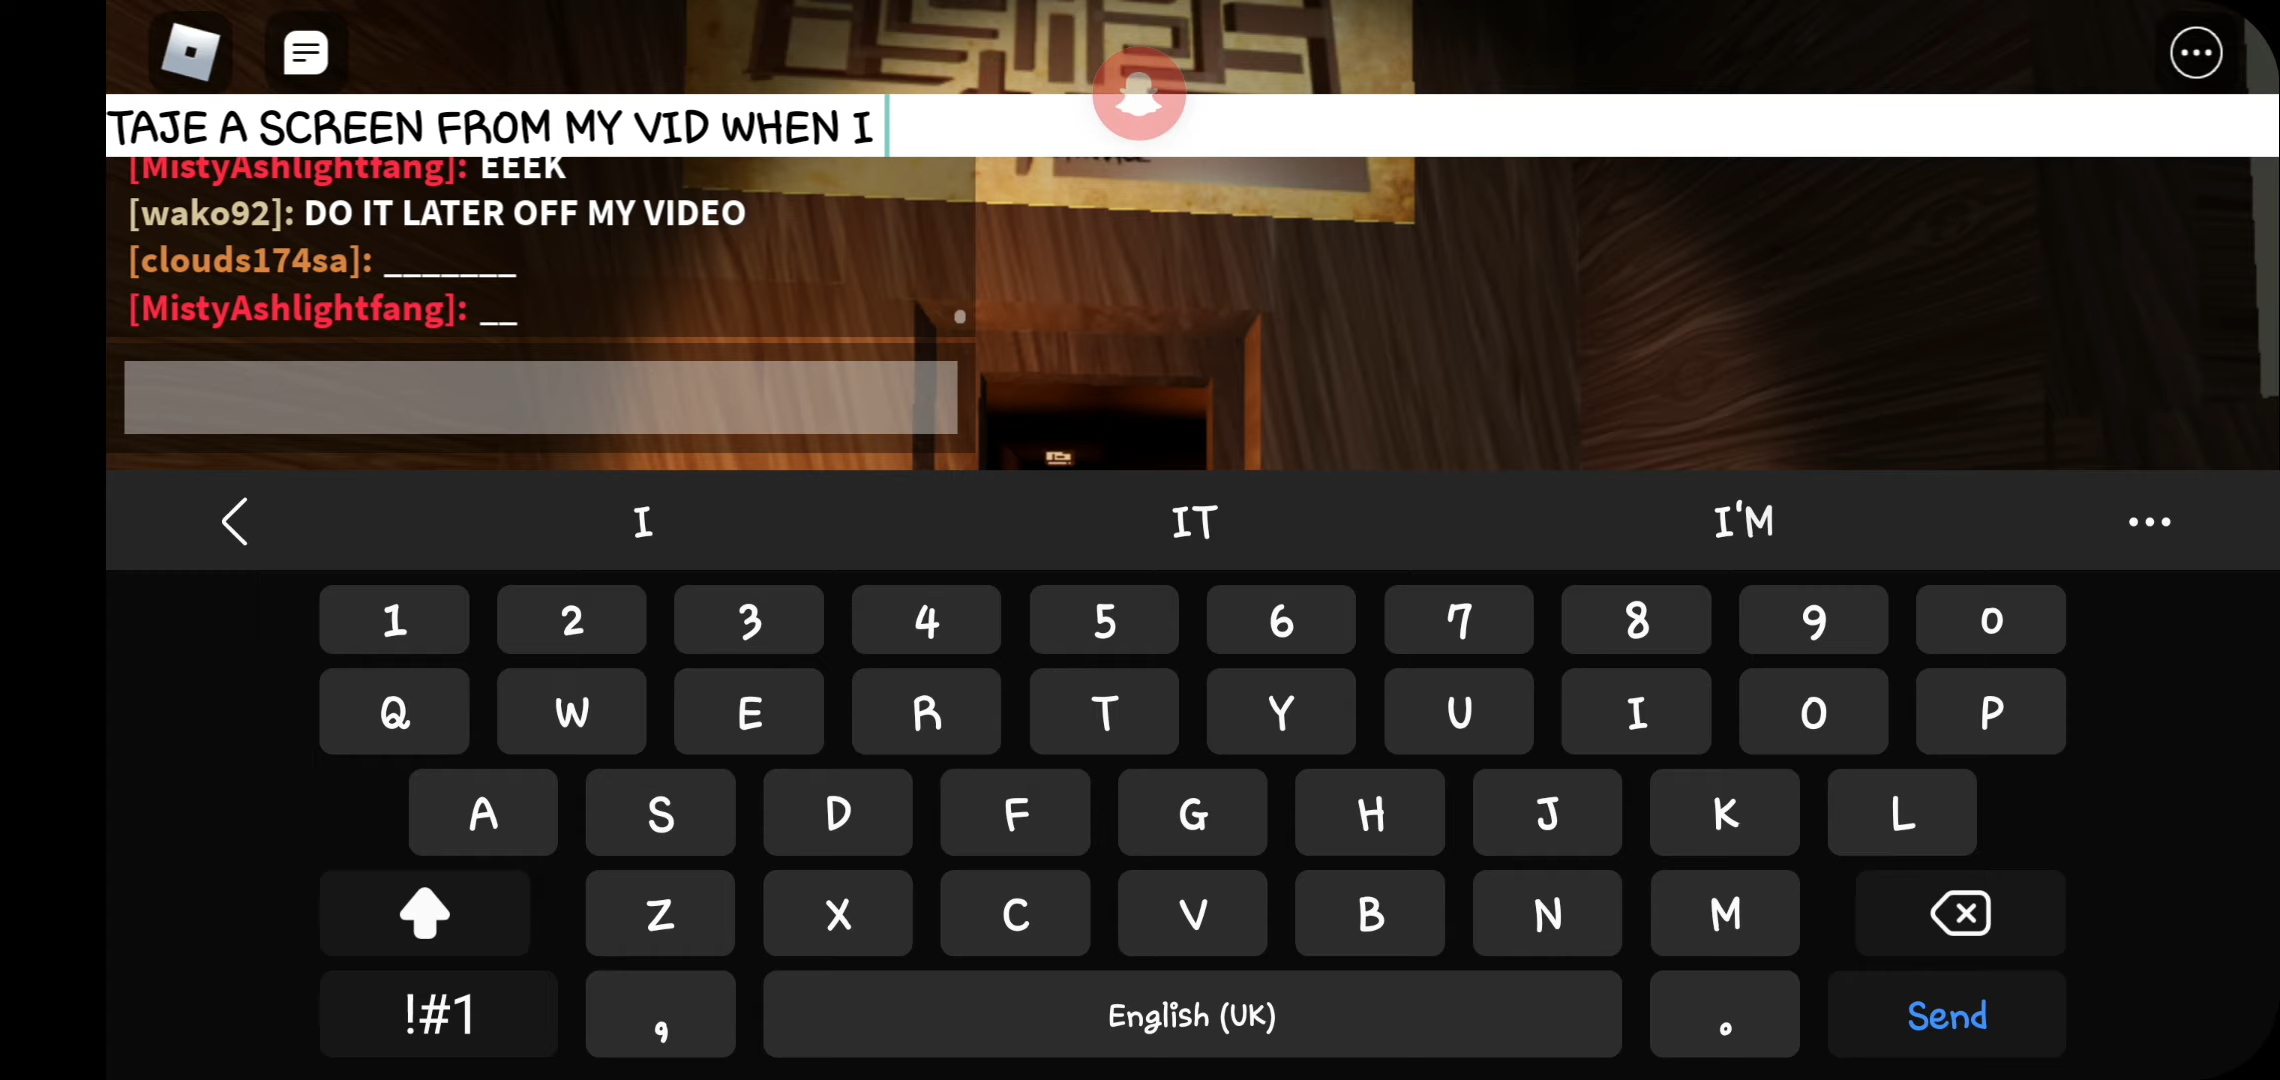 TAJE A SCREEN FROM MY VID WHEN I
[MistyAshlightfang]: EEEK
[wako92]: DO IT LATER OFF MY VIDEO
[clouds174sa]: _______
[MistyAshlightfang]: __
I IT I'M
1 2 3 4 5 6 7 8 9 0
Q W E R T Y U I O P
A S D F G H J K L
Z X C V B N M
!#1 , English (UK) . Send